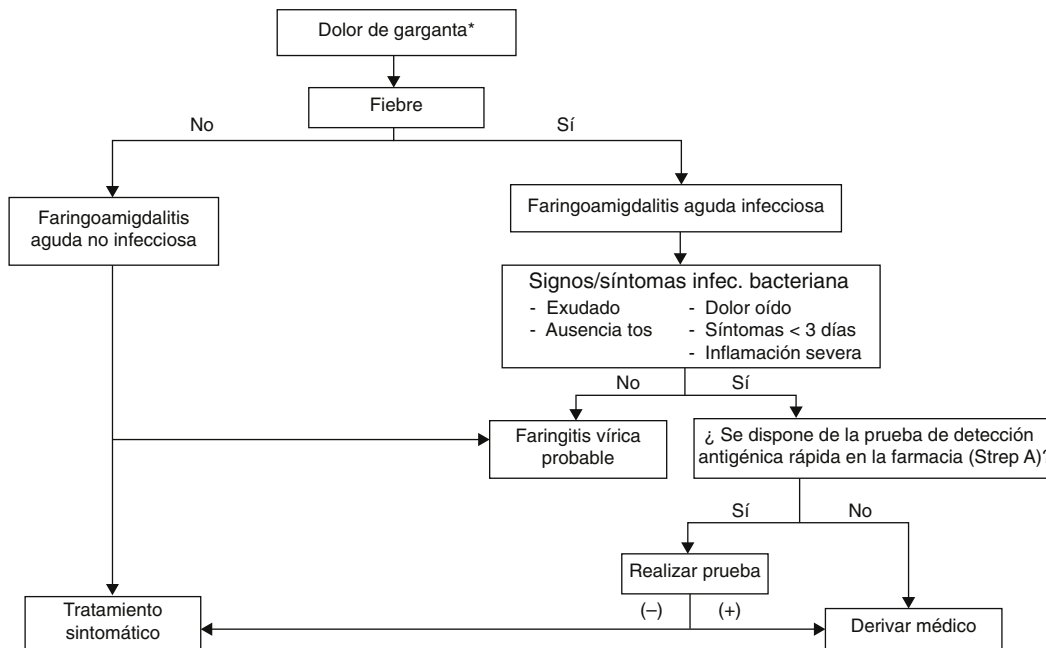 Dolor de garganta*
Fiebre
No
Sí
Faringoamigdalitis
aguda no infecciosa
Faringoamigdalitis aguda infecciosa
Signos/síntomas infec. bacteriana
- Exudado
- Dolor oído
- Ausencia tos
- Síntomas < 3 días
- Inflamación severa
No
Sí
Faringitis vírica
probable
¿ Se dispone de la prueba de detección
antigénica rápida en la farmacia (Strep A)?
Sí
No
Realizar prueba
(–)
(+)
Tratamiento
sintomático
Derivar médico